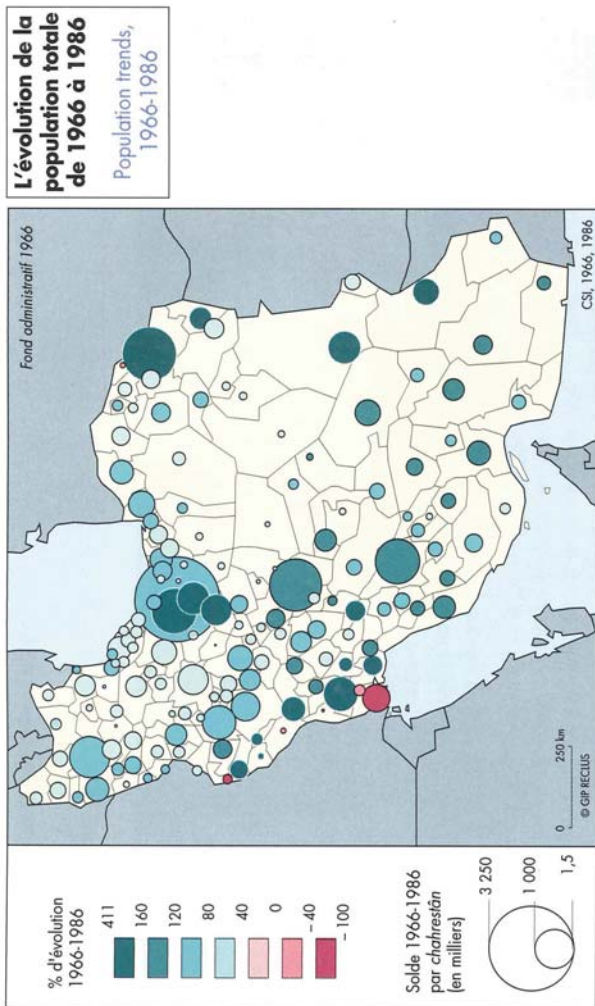 L'évolution de la
population totale
de 1966 à 1986
Population trends,
1966-1986
Fond administratif 1966
CSI, 1966, 1986
© GIP RECLUS
0 250 km
% d'évolution
1966-1986
411
160
120
80
40
0
– 40
– 100
Solde 1966-1986
par chahrestân
(en milliers)
3 250
1 000
1,5